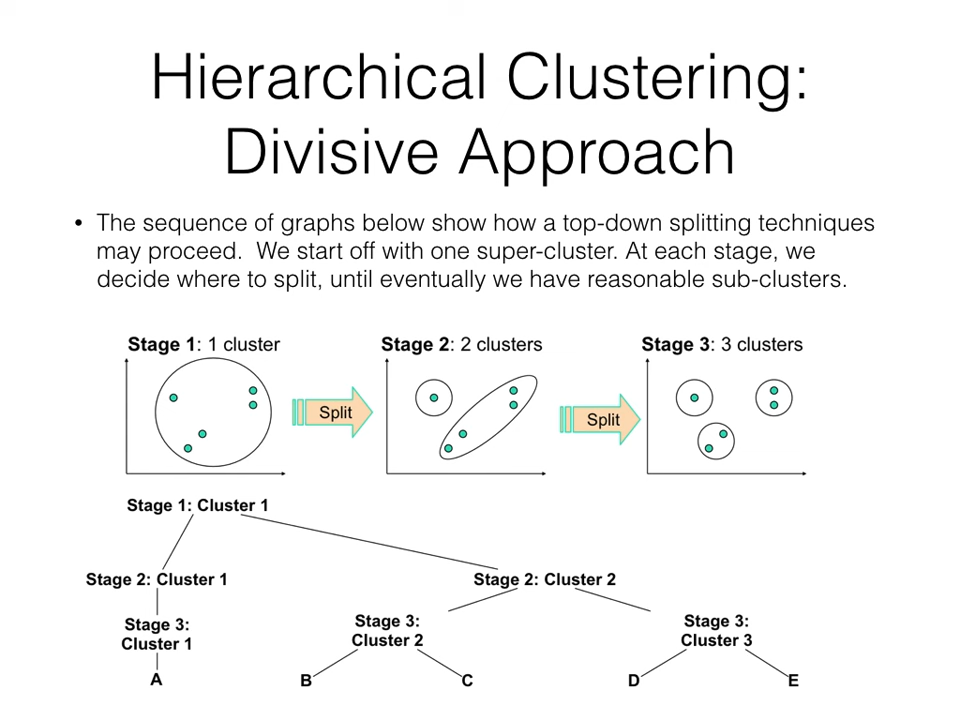 Hierarchical Clustering:
Divisive Approach
• The sequence of graphs below show how a top-down splitting techniques
may proceed.  We start off with one super-cluster. At each stage, we
decide where to split, until eventually we have reasonable sub-clusters.
Stage 1: 1 cluster
Split
Stage 2: 2 clusters
Split
Stage 3: 3 clusters
Stage 1: Cluster 1
Stage 2: Cluster 1
Stage 2: Cluster 2
Stage 3:
Cluster 1
Stage 3:
Cluster 2
Stage 3:
Cluster 3
A
B
C
D
E